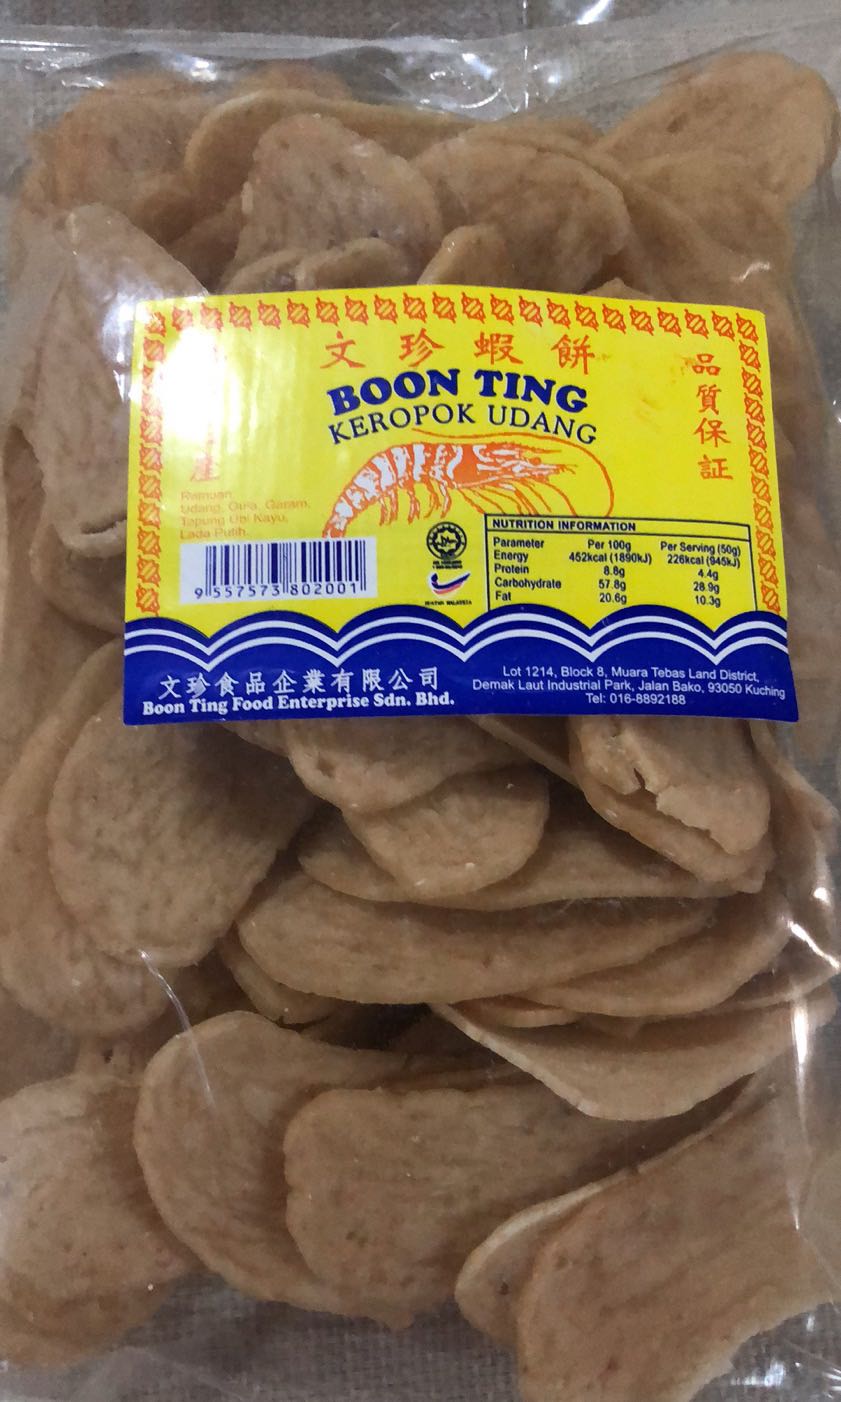 文珍蝦餅
BOON TING
KEROPOK UDANG
品質保証
產
Ramuan:
Udang, Gula, Garam,
Tepung Ubi Kayu,
Lada Putih.
9 557573 802001
NUTRITION INFORMATION
Parameter Per 100g Per Serving (50g)
Energy 452kcal (1890kJ) 226kcal (945kJ)
Protein 8.8g 4.4g
Carbohydrate 57.8g 28.9g
Fat 20.6g 10.3g
文珍食品企業有限公司
Boon Ting Food Enterprise Sdn. Bhd.
Lot 1214, Block 8, Muara Tebas Land District,
Demak Laut Industrial Park, Jalan Bako, 93050 Kuching
Tel: 016-8892188